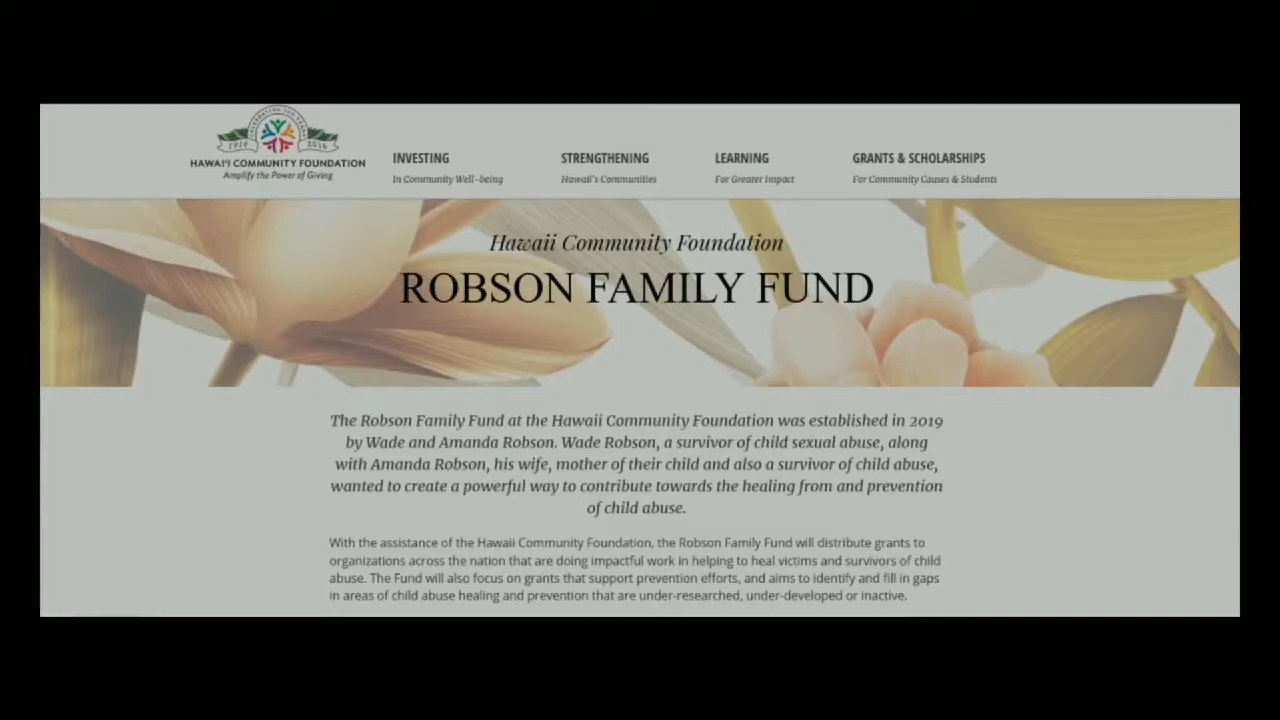 CELEBRATING 100 YEARS
1916 2016
HAWAI'I COMMUNITY FOUNDATION
Amplify the Power of Giving
INVESTING
In Community Well-being
STRENGTHENING
Hawaii's Communities
LEARNING
For Greater Impact
GRANTS & SCHOLARSHIPS
For Community Causes & Students
Hawaii Community Foundation
ROBSON FAMILY FUND
The Robson Family Fund at the Hawaii Community Foundation was established in 2019
by Wade and Amanda Robson. Wade Robson, a survivor of child sexual abuse, along
with Amanda Robson, his wife, mother of their child and also a survivor of child abuse,
wanted to create a powerful way to contribute towards the healing from and prevention
of child abuse.
With the assistance of the Hawaii Community Foundation, the Robson Family Fund will distribute grants to
organizations across the nation that are doing impactful work in helping to heal victims and survivors of child
abuse. The Fund will also focus on grants that support prevention efforts, and aims to identify and fill in gaps
in areas of child abuse healing and prevention that are under-researched, under-developed or inactive.